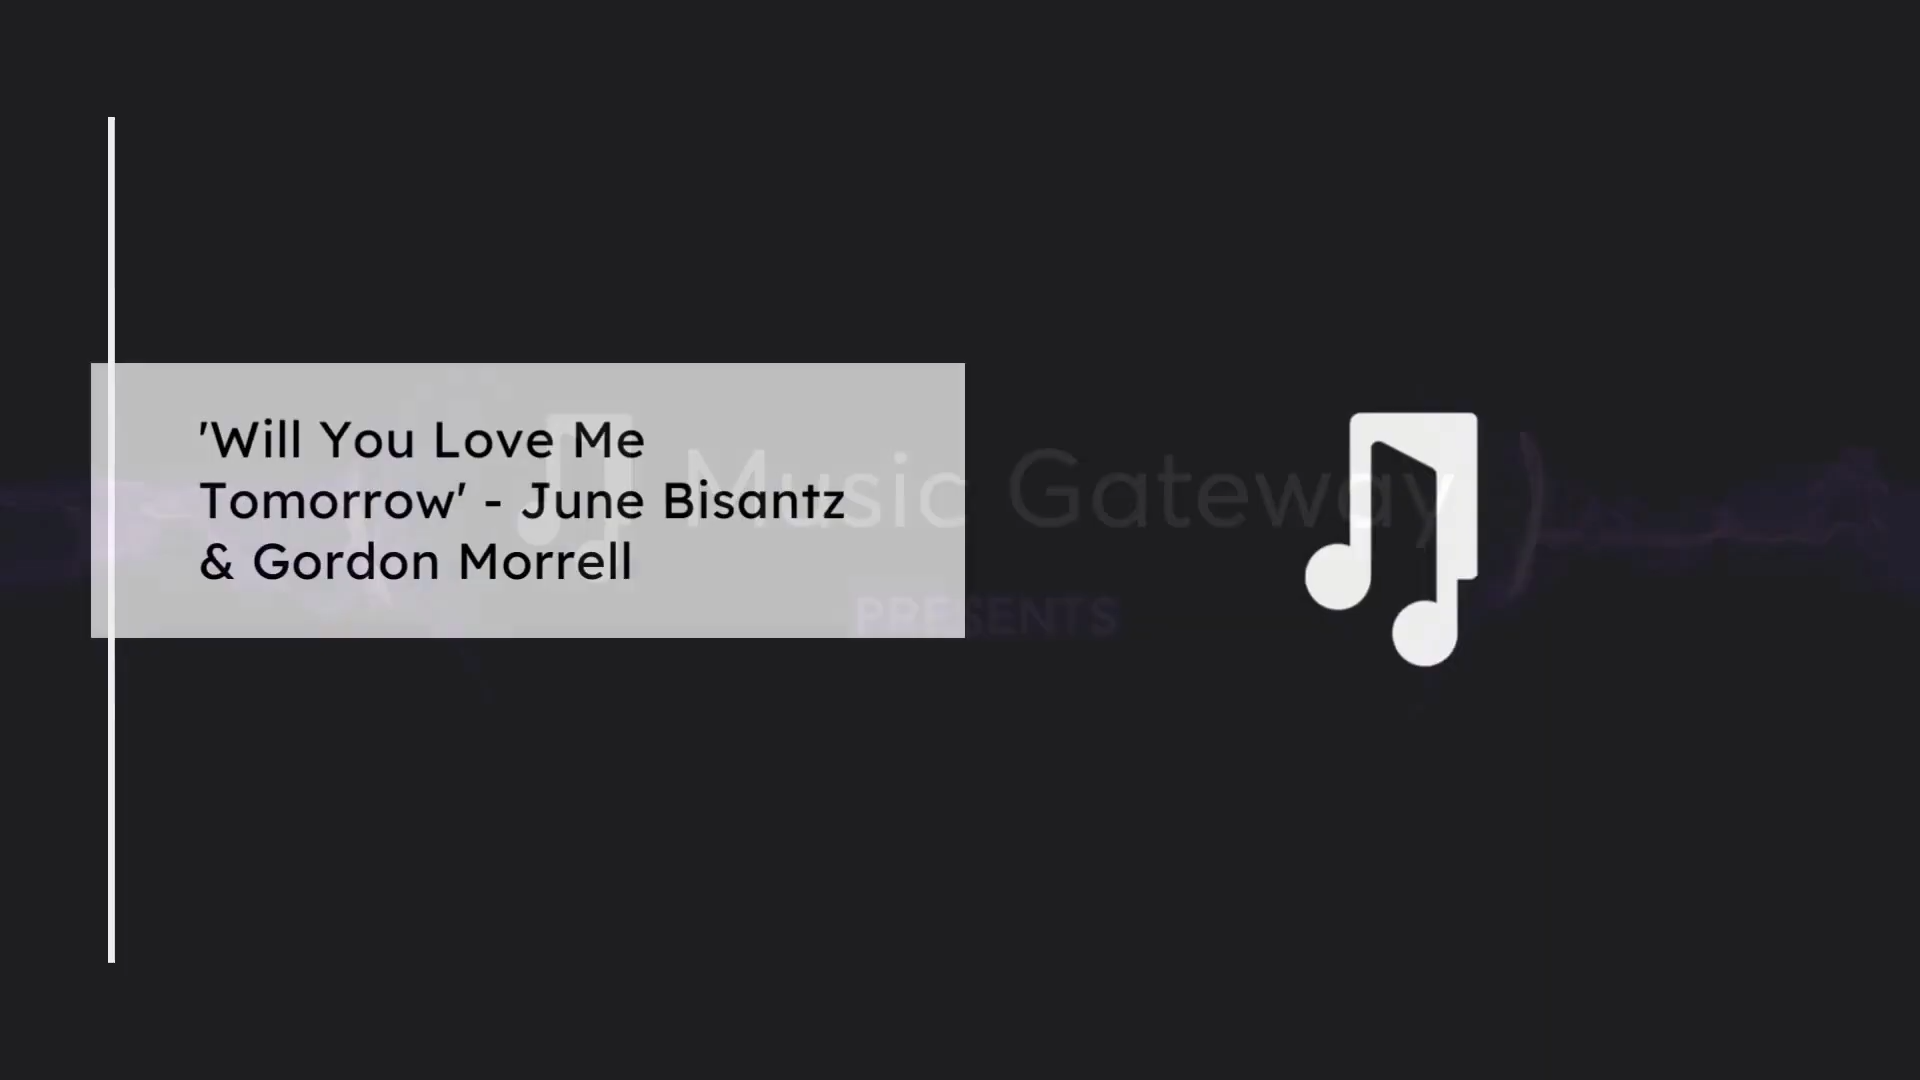 'Will You Love Me
Tomorrow' - June Bisantz
& Gordon Morrell
Music Gateway
PRESENTS